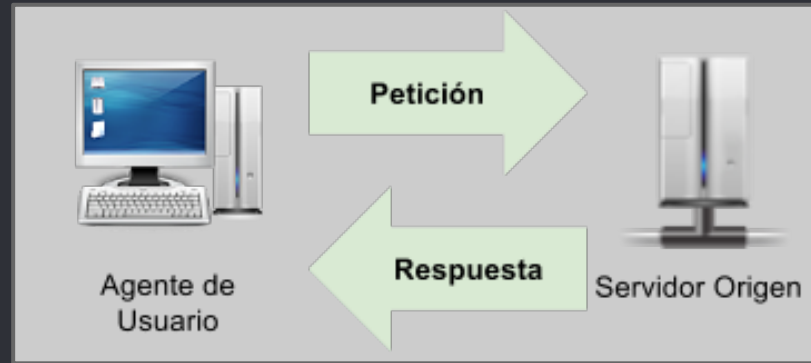 Petición
Respuesta
Agente de
Usuario
Servidor Origen